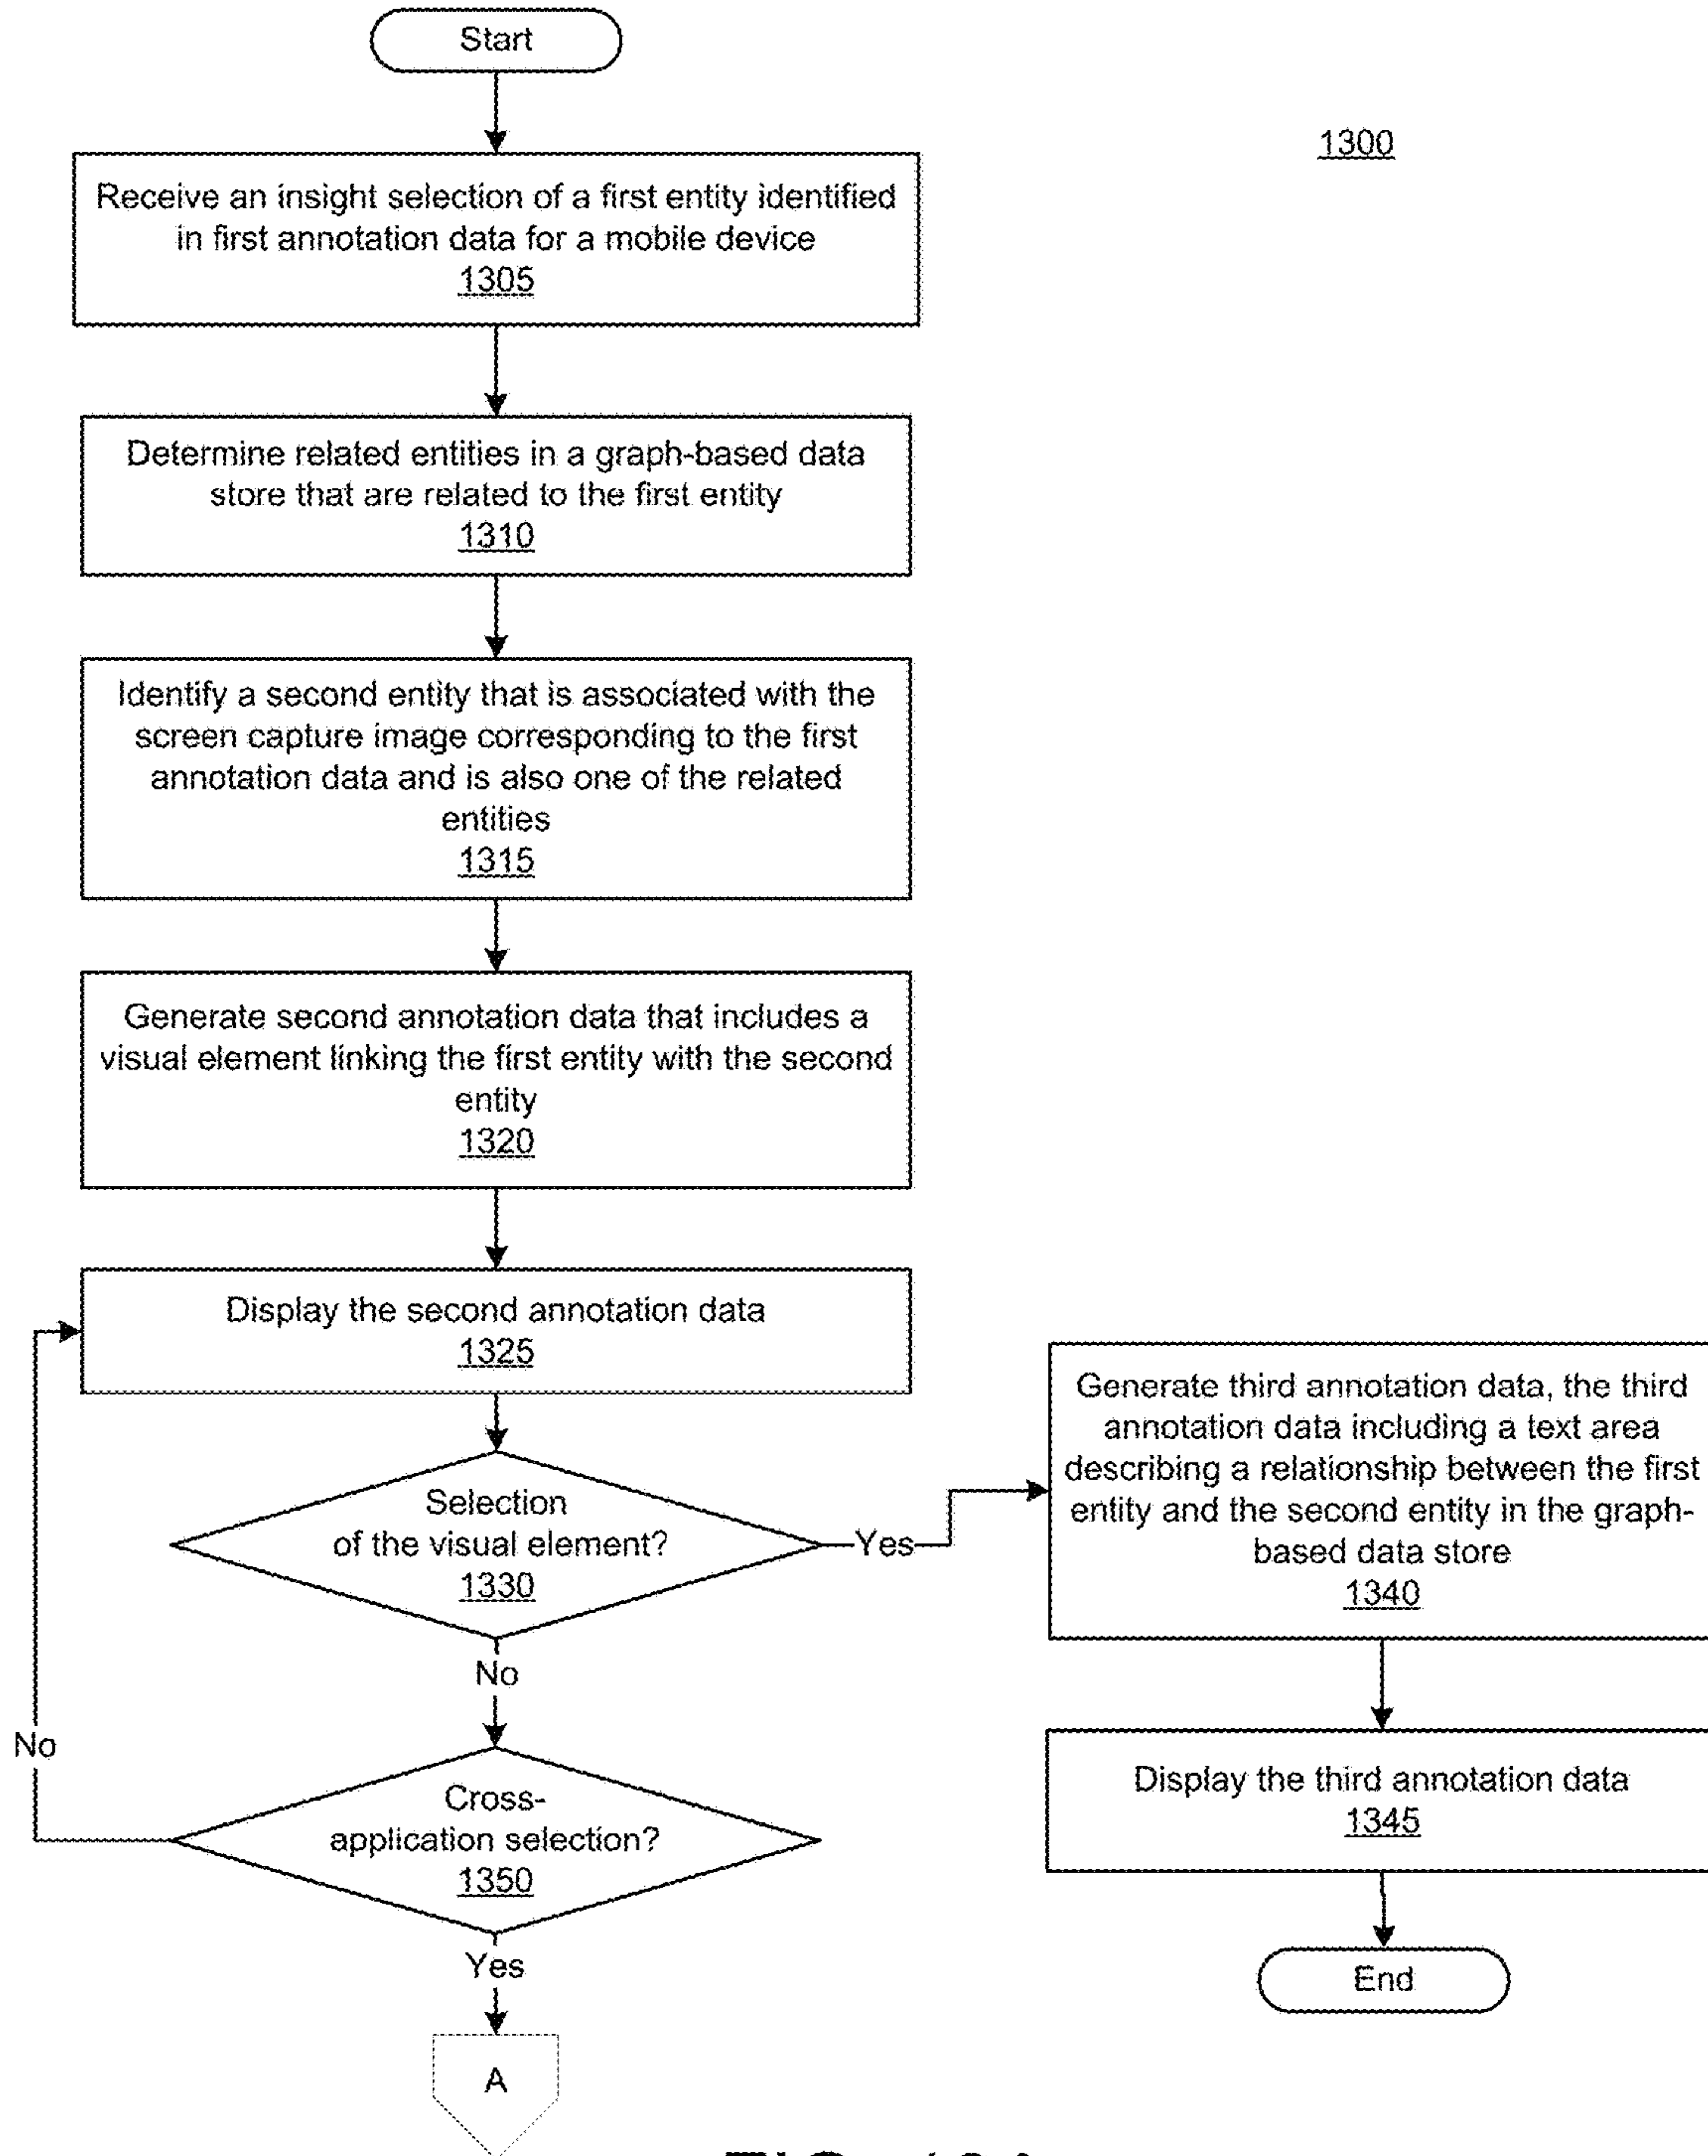 Start
1300
Receive an insight selection of a first entity identified
in first annotation data for a mobile device
1305
Determine related entities in a graph-based data
store that are related to the first entity
1310
Identify a second entity that is associated with the
screen capture image corresponding to the first
annotation data and is also one of the related
entities
1315
Generate second annotation data that includes a
visual element linking the first entity with the second
entity
1320
Display the second annotation data
1325
Selection
of the visual element?
1330
Yes
Generate third annotation data, the third
annotation data including a text area
describing a relationship between the first
entity and the second entity in the graph-
based data store
1340
No
No
Cross-
application selection?
1350
Display the third annotation data
1345
Yes
End
A